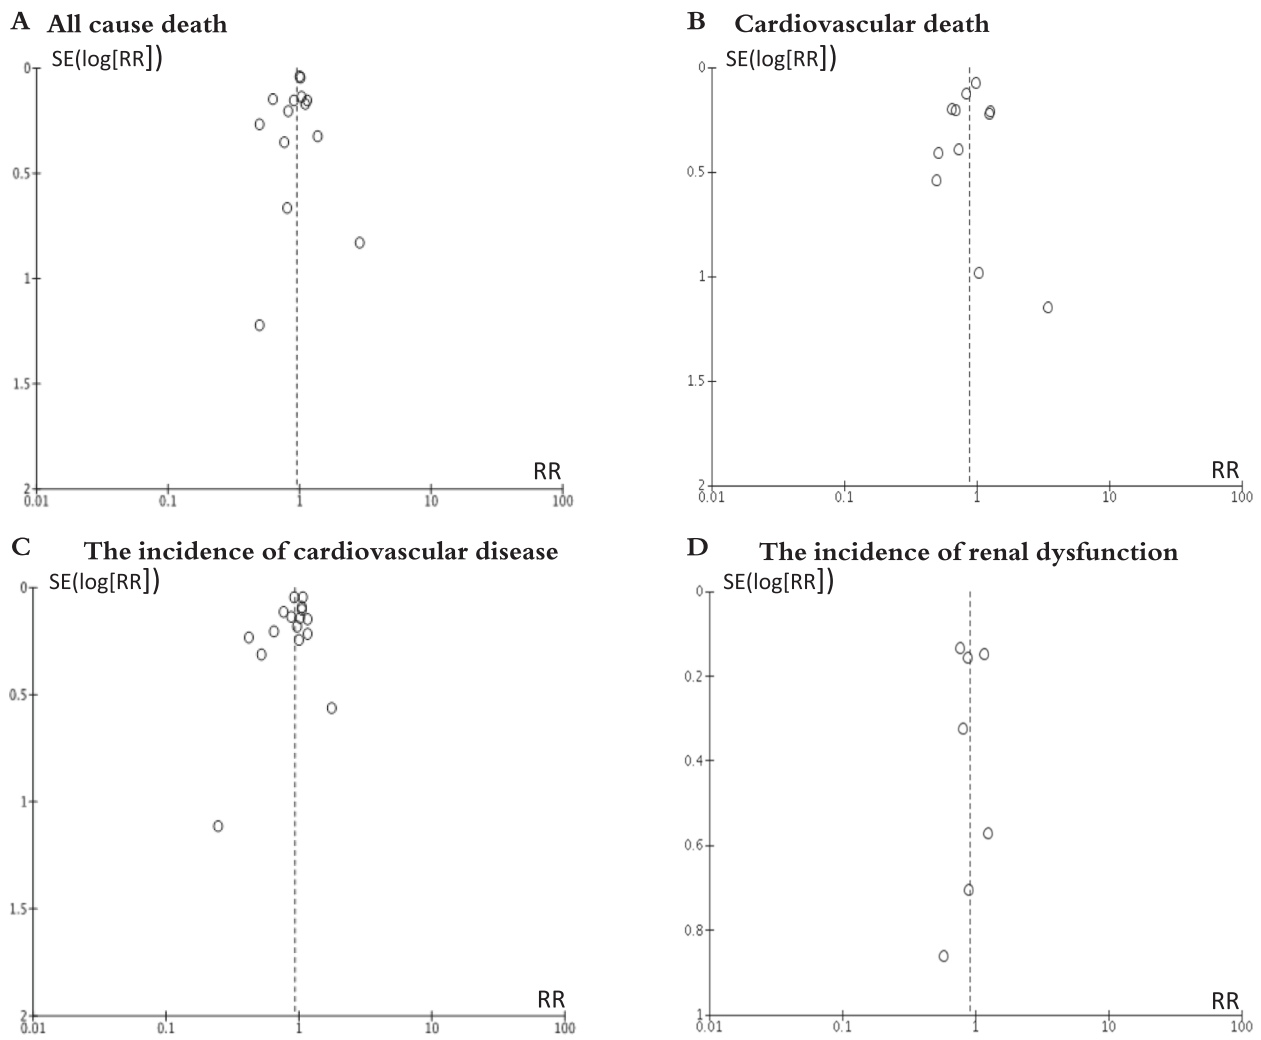 A All cause death
SE(log[RR])
0
0.5
1
1.5
2
0.01 0.1 1 10 100
RR
B Cardiovascular death
SE(log[RR])
0
0.5
1
1.5
2
0.01 0.1 1 10 100
RR
C The incidence of cardiovascular disease
SE(log[RR])
0
0.5
1
1.5
2
0.01 0.1 1 10 100
RR
D The incidence of renal dysfunction
SE(log[RR])
0
0.2
0.4
0.6
0.8
1
0.01 0.1 1 10 100
RR